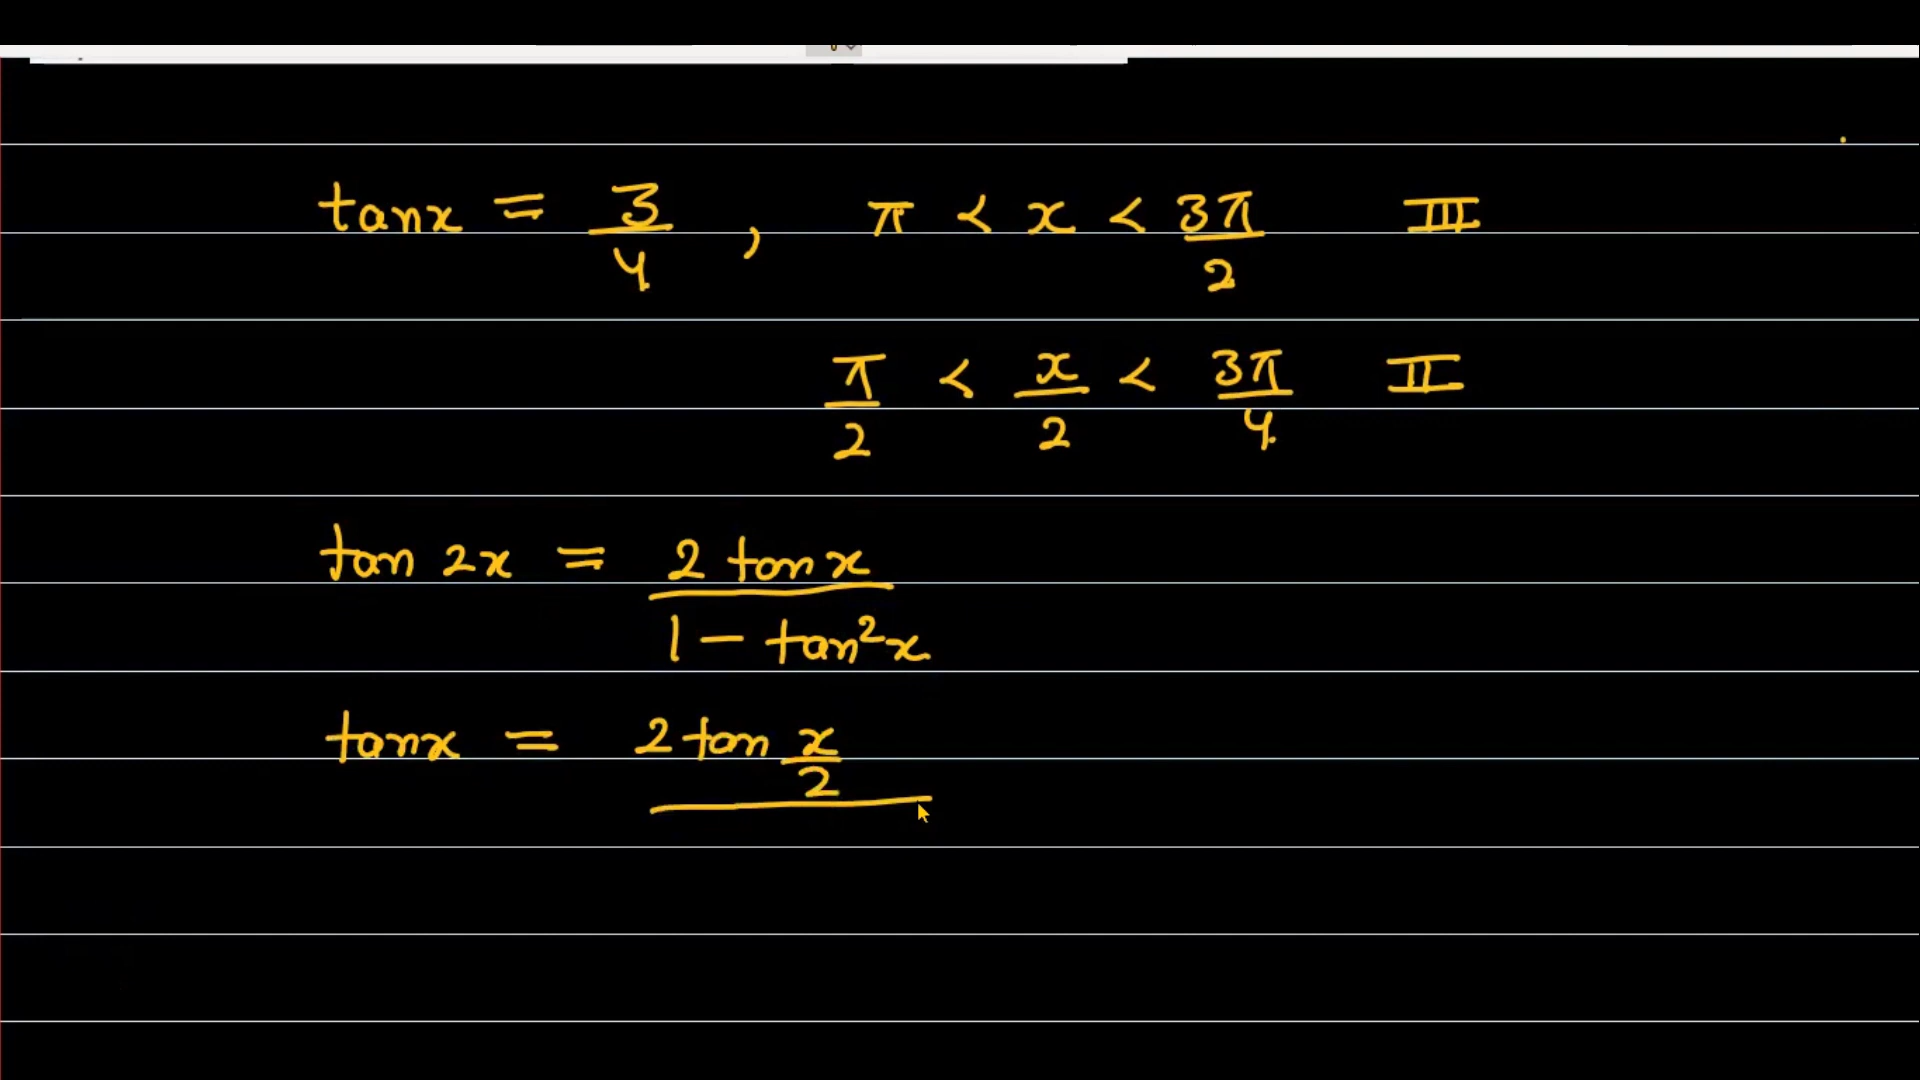 tanx = 3/4 , π < x < 3π/2 III
π/2 < x/2 < 3π/4 II
tan 2x = 2 tan x / 1 - tan²x
tanx = 2 tan x/2